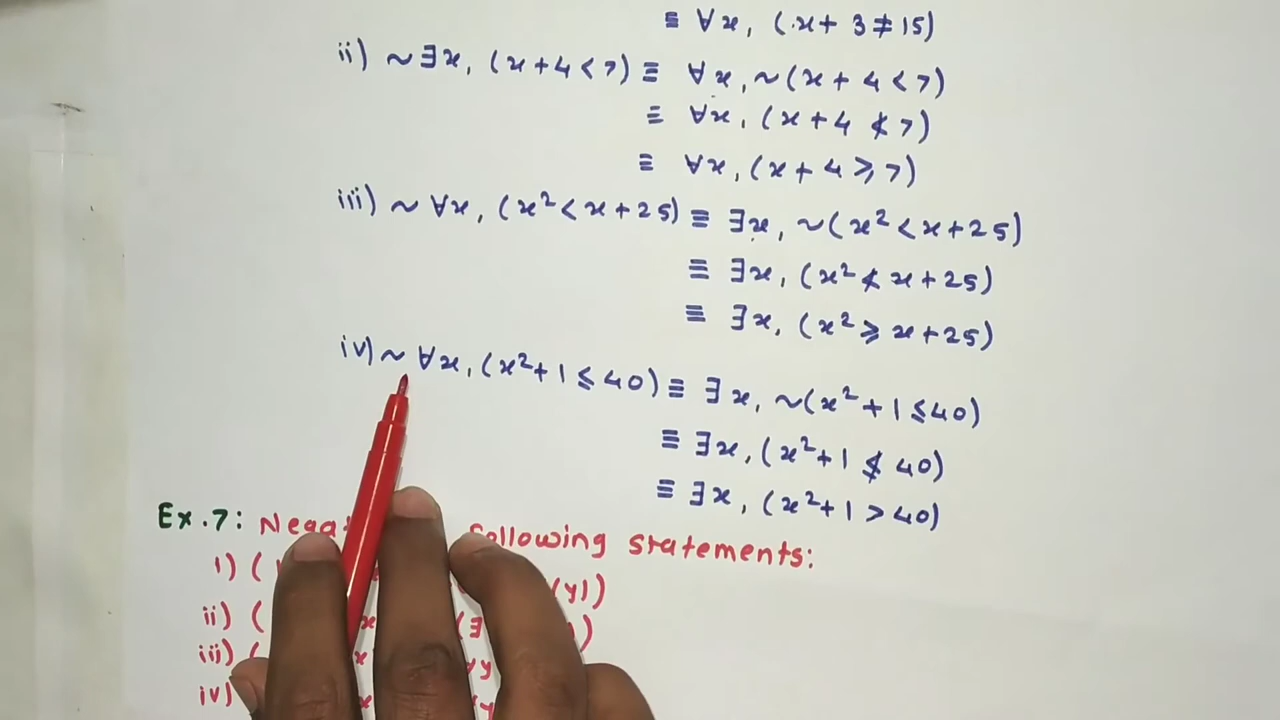 ≡ ∀x, (x + 3 ≠ 15)
ii) ~∃x, (x+4<7) ≡ ∀x, ~(x + 4 < 7)
≡ ∀x, (x + 4 ≮ 7)
≡ ∀x, (x + 4 ⩾ 7)
iii) ~ ∀x, (x² < x+25) ≡ ∃x, ~(x² < x+25)
≡ ∃x, (x² ≮ x+25)
≡ ∃x, (x² ⩾ x+25)
iv) ~ ∀x, (x²+1 ⩽ 40) ≡ ∃x, ~(x²+1 ⩽ 40)
≡ ∃x, (x²+1 ≰ 40)
≡ ∃x, (x²+1 > 40)
Ex.7: following statements:
i) ( (y))
ii) ( x (∃ )
iii) x y
iv) x